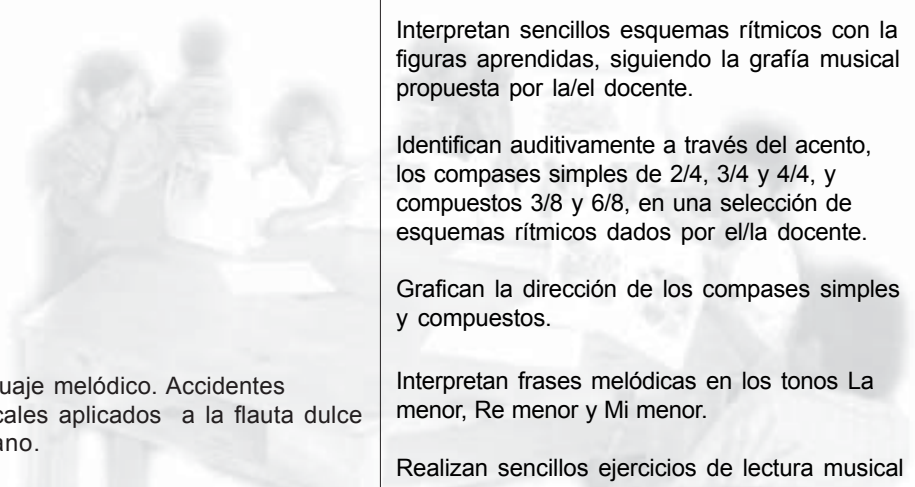 Interpretan sencillos esquemas rítmicos con la
figuras aprendidas, siguiendo la grafía musical
propuesta por la/el docente.
Identifican auditivamente a través del acento,
los compases simples de 2/4, 3/4 y 4/4, y
compuestos 3/8 y 6/8, en una selección de
esquemas rítmicos dados por el/la docente.
Grafican la dirección de los compases simples
y compuestos.
uaje melódico. Accidentes
cales aplicados a la flauta dulce
ano.
Interpretan frases melódicas en los tonos La
menor, Re menor y Mi menor.
Realizan sencillos ejercicios de lectura musical